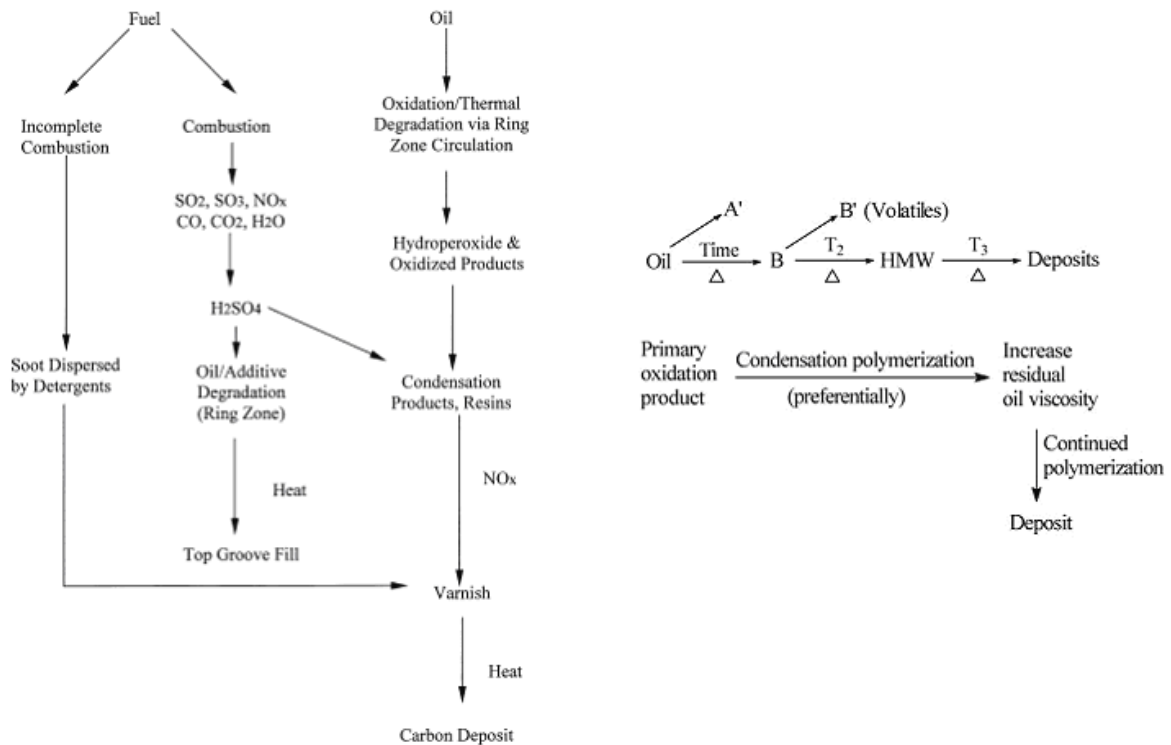 Fuel
Oil
Incomplete
Combustion
Combustion
Oxidation/Thermal
Degradation via Ring
Zone Circulation
SO2, SO3, NOx
CO, CO2, H2O
Hydroperoxide &
Oxidized Products
H2SO4
Soot Dispersed
by Detergents
Oil/Additive
Degradation
(Ring Zone)
Condensation
Products, Resins
Heat
NOx
Top Groove Fill
Varnish
Heat
Carbon Deposit
A'
B' (Volatiles)
Oil
Time
△
B
T2
△
HMW
T3
△
Deposits
Primary
oxidation
product
Condensation polymerization
(preferentially)
Increase
residual
oil viscosity
Continued
polymerization
Deposit